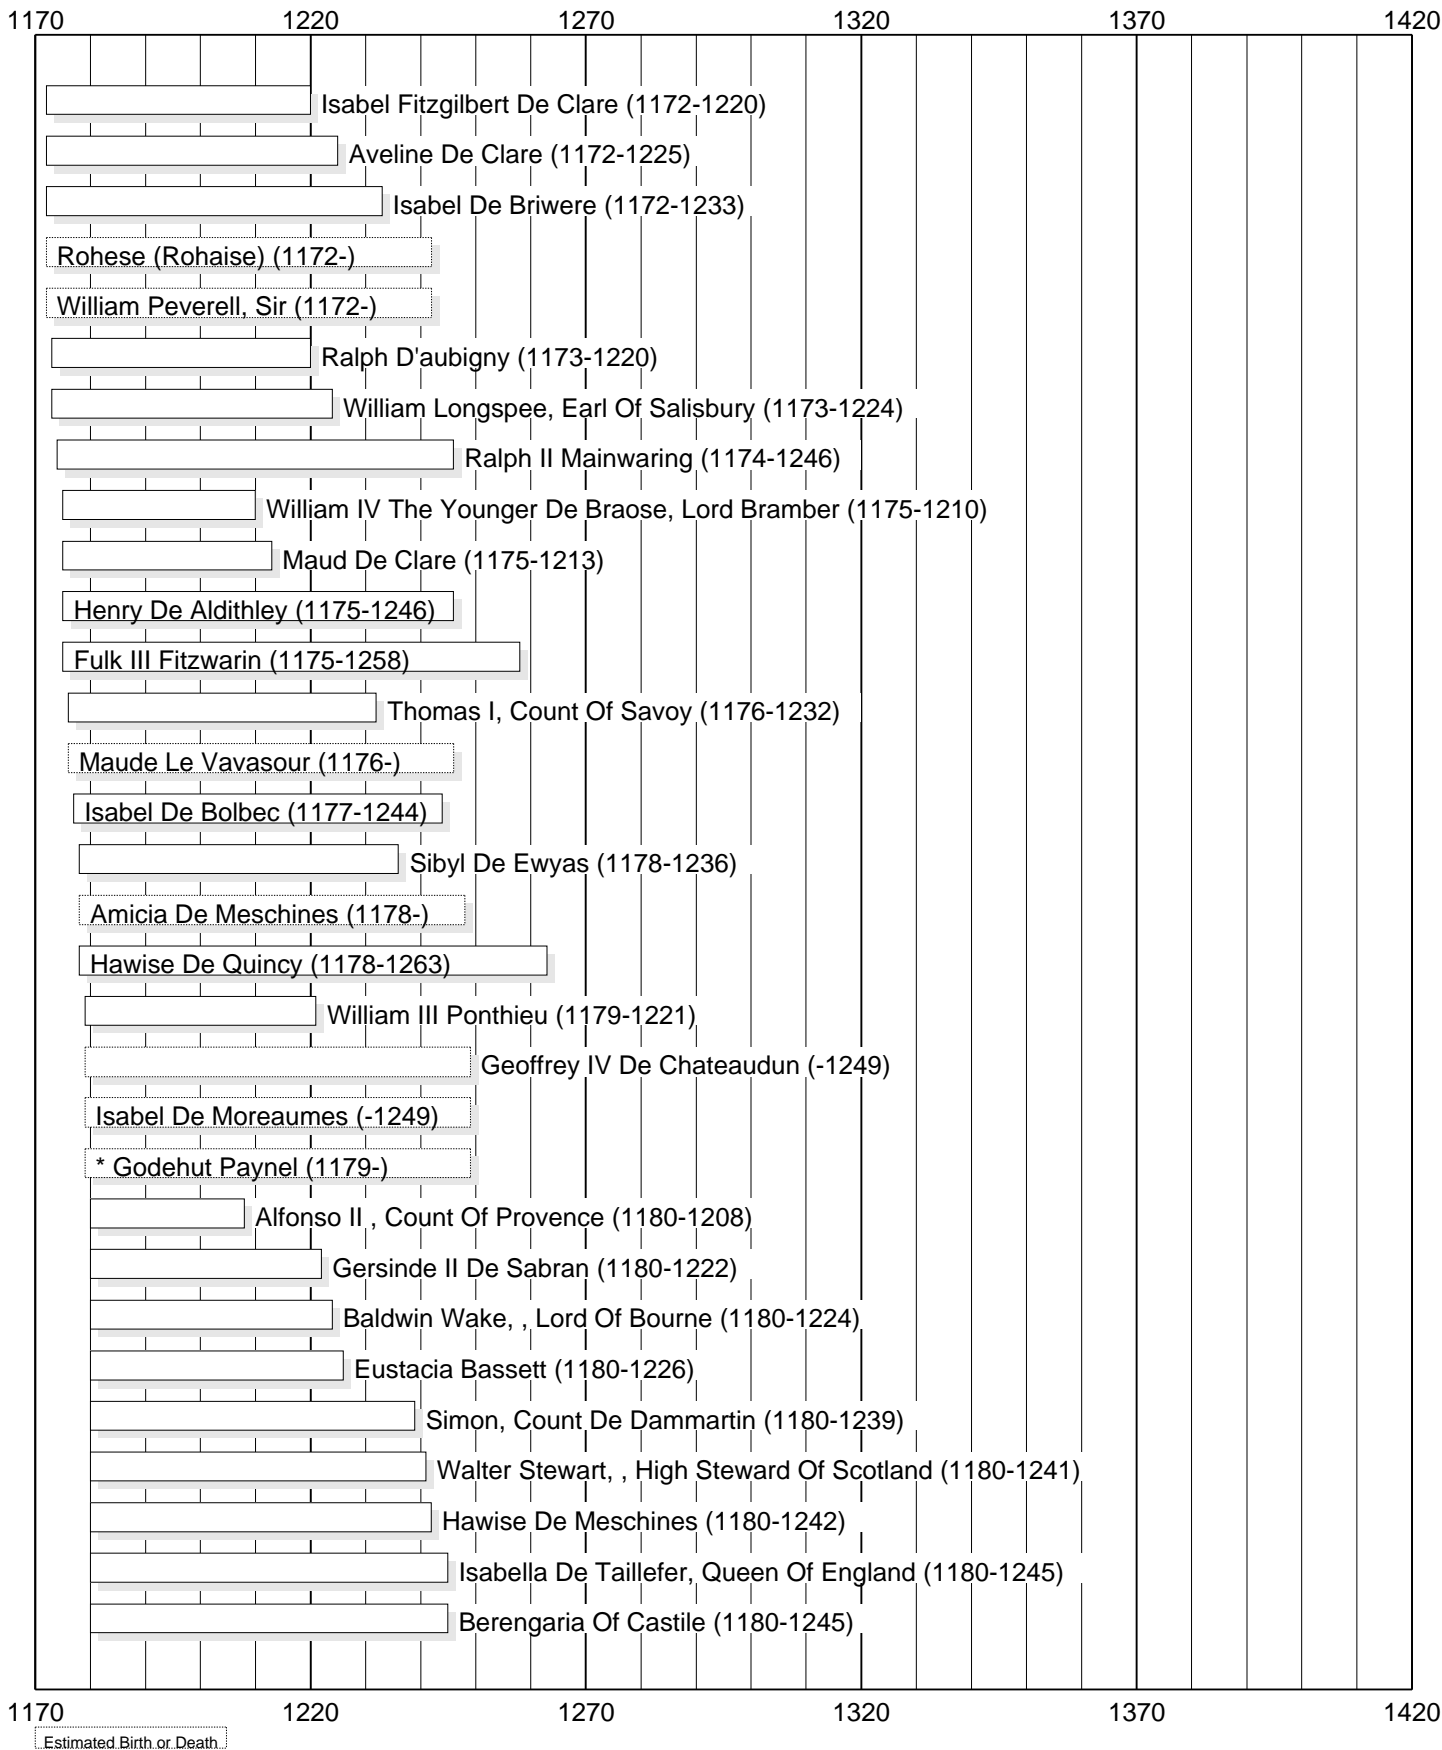 1170 1220 1270 1320 1370 1420
Isabel Fitzgilbert De Clare (1172-1220)
Aveline De Clare (1172-1225)
Isabel De Briwere (1172-1233)
Rohese (Rohaise) (1172-)
William Peverell, Sir (1172-)
Ralph D'aubigny (1173-1220)
William Longspee, Earl Of Salisbury (1173-1224)
Ralph II Mainwaring (1174-1246)
William IV The Younger De Braose, Lord Bramber (1175-1210)
Maud De Clare (1175-1213)
Henry De Aldithley (1175-1246)
Fulk III Fitzwarin (1175-1258)
Thomas I, Count Of Savoy (1176-1232)
Maude Le Vavasour (1176-)
Isabel De Bolbec (1177-1244)
Sibyl De Ewyas (1178-1236)
Amicia De Meschines (1178-)
Hawise De Quincy (1178-1263)
William III Ponthieu (1179-1221)
Geoffrey IV De Chateaudun (-1249)
Isabel De Moreaumes (-1249)
* Godehut Paynel (1179-)
Alfonso II , Count Of Provence (1180-1208)
Gersinde II De Sabran (1180-1222)
Baldwin Wake, , Lord Of Bourne (1180-1224)
Eustacia Bassett (1180-1226)
Simon, Count De Dammartin (1180-1239)
Walter Stewart, , High Steward Of Scotland (1180-1241)
Hawise De Meschines (1180-1242)
Isabella De Taillefer, Queen Of England (1180-1245)
Berengaria Of Castile (1180-1245)
1170 1220 1270 1320 1370 1420
Estimated Birth or Death